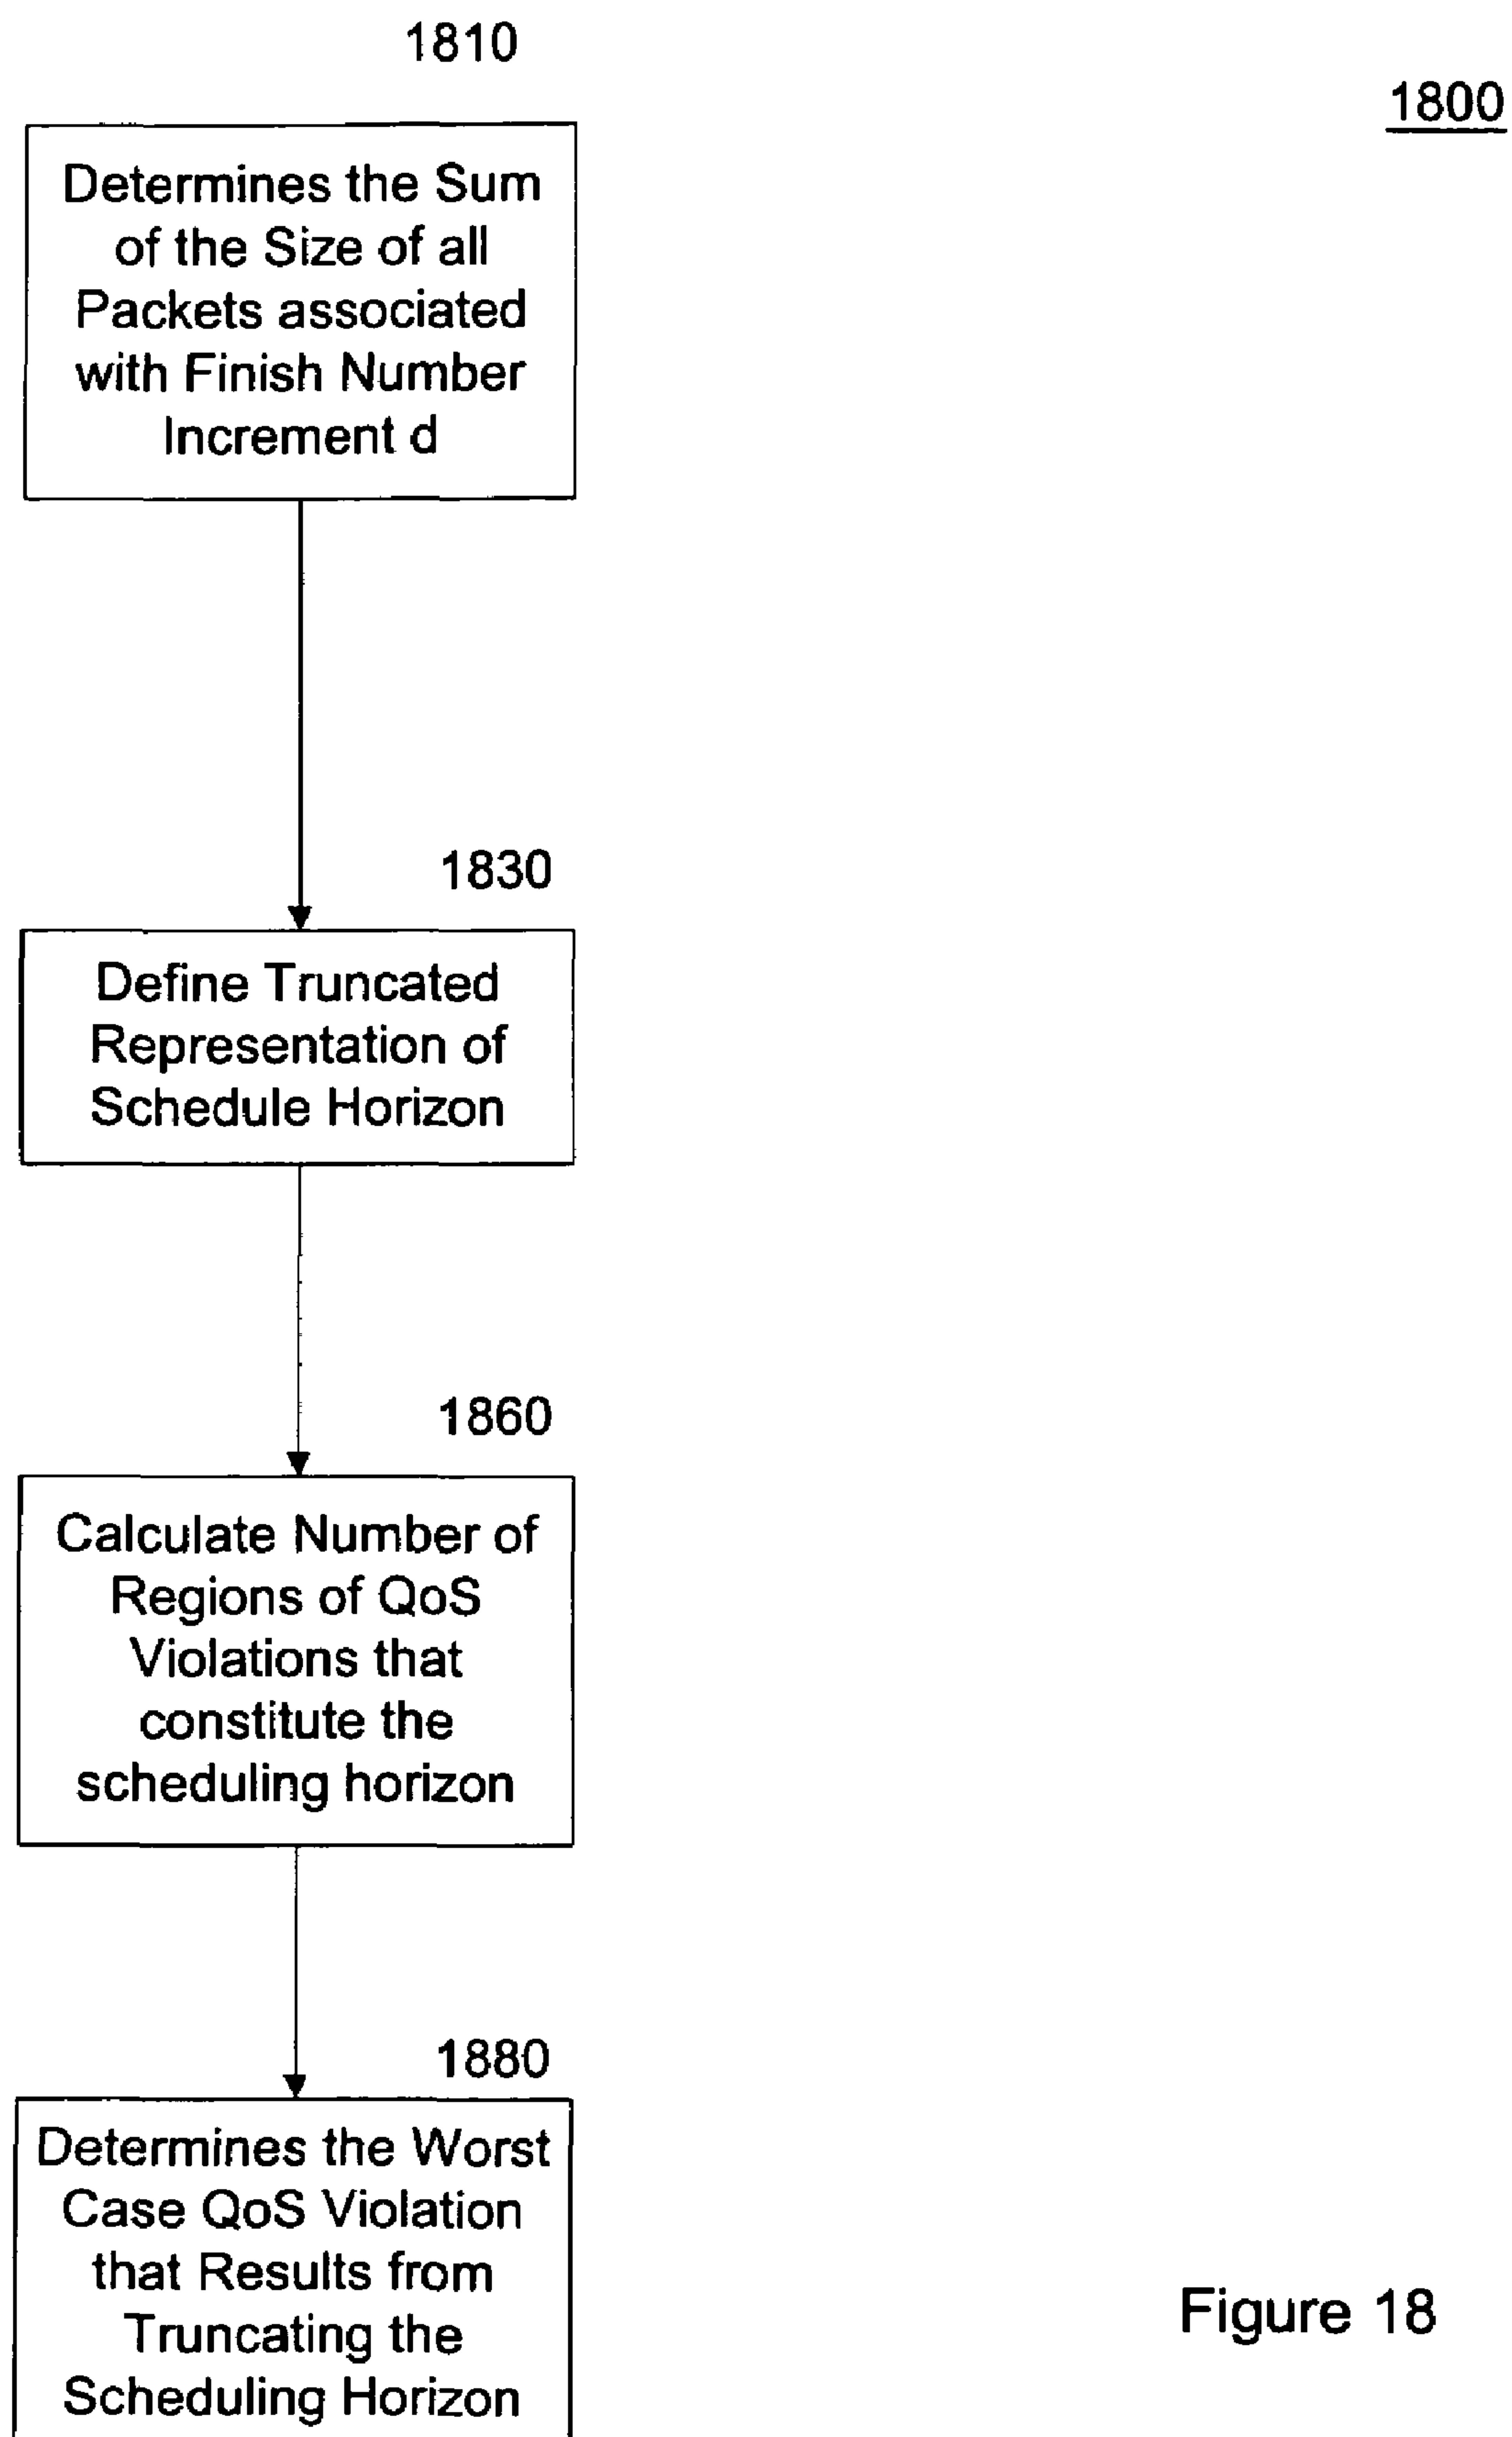 1810
1800
Determines the Sum
of the Size of all
Packets associated
with Finish Number
Increment d
1830
Define Truncated
Representation of
Schedule Horizon
1860
Calculate Number of
Regions of QoS
Violations that
constitute the
scheduling horizon
1880
Determines the Worst
Case QoS Violation
that Results from
Truncating the
Scheduling Horizon
Figure 18